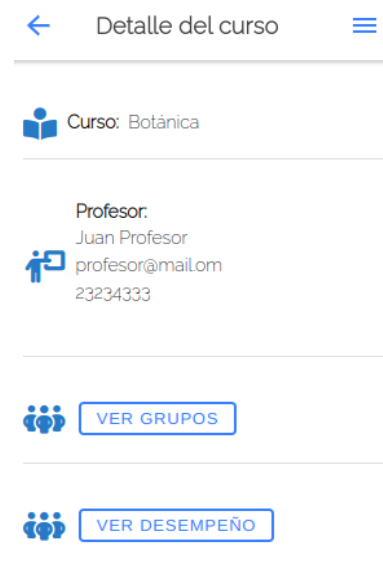 Detalle del curso
Curso: Botánica
Profesor:
Juan Profesor
profesor@mail.om
23234333
VER GRUPOS
VER DESEMPEÑO